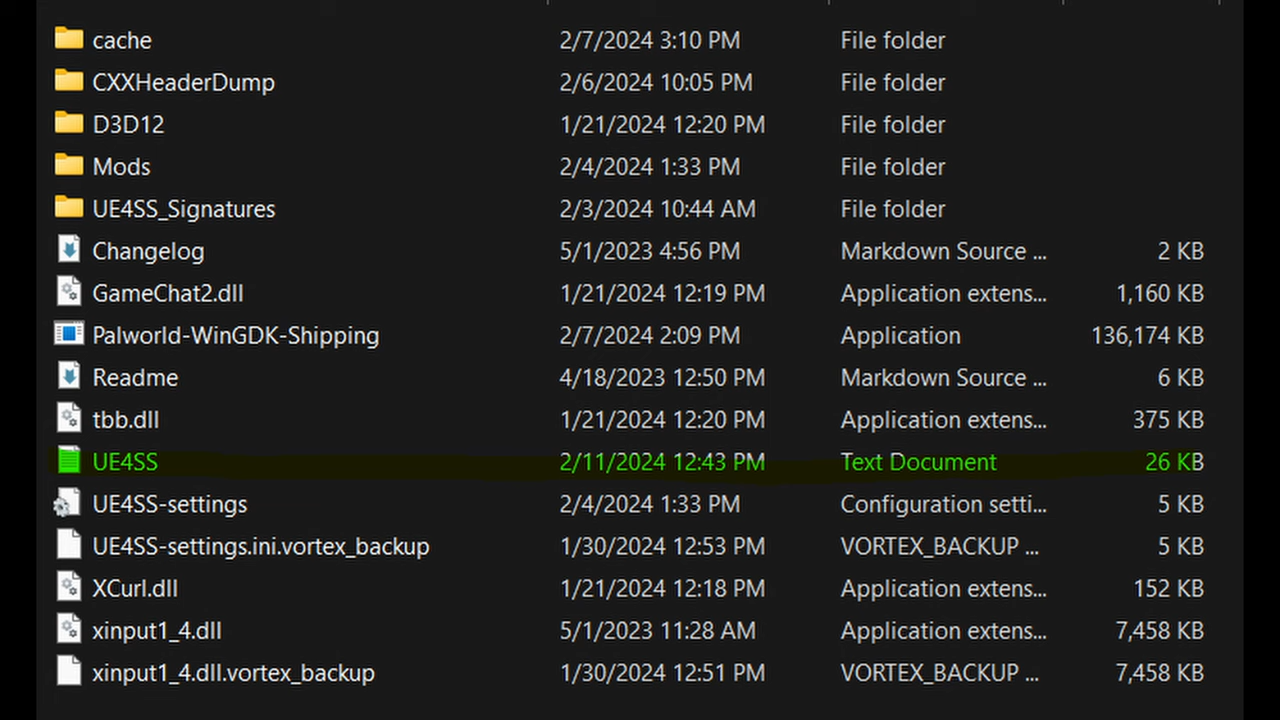 cache 2/7/2024 3:10 PM File folder
CXXHeaderDump 2/6/2024 10:05 PM File folder
D3D12 1/21/2024 12:20 PM File folder
Mods 2/4/2024 1:33 PM File folder
UE4SS_Signatures 2/3/2024 10:44 AM File folder
Changelog 5/1/2023 4:56 PM Markdown Source ... 2 KB
GameChat2.dll 1/21/2024 12:19 PM Application extens... 1,160 KB
Palworld-WinGDK-Shipping 2/7/2024 2:09 PM Application 136,174 KB
Readme 4/18/2023 12:50 PM Markdown Source ... 6 KB
tbb.dll 1/21/2024 12:20 PM Application extens... 375 KB
UE4SS 2/11/2024 12:43 PM Text Document 26 KB
UE4SS-settings 2/4/2024 1:33 PM Configuration setti... 5 KB
UE4SS-settings.ini.vortex_backup 1/30/2024 12:53 PM VORTEX_BACKUP ... 5 KB
XCurl.dll 1/21/2024 12:18 PM Application extens... 152 KB
xinput1_4.dll 5/1/2023 11:28 AM Application extens... 7,458 KB
xinput1_4.dll.vortex_backup 1/30/2024 12:51 PM VORTEX_BACKUP ... 7,458 KB